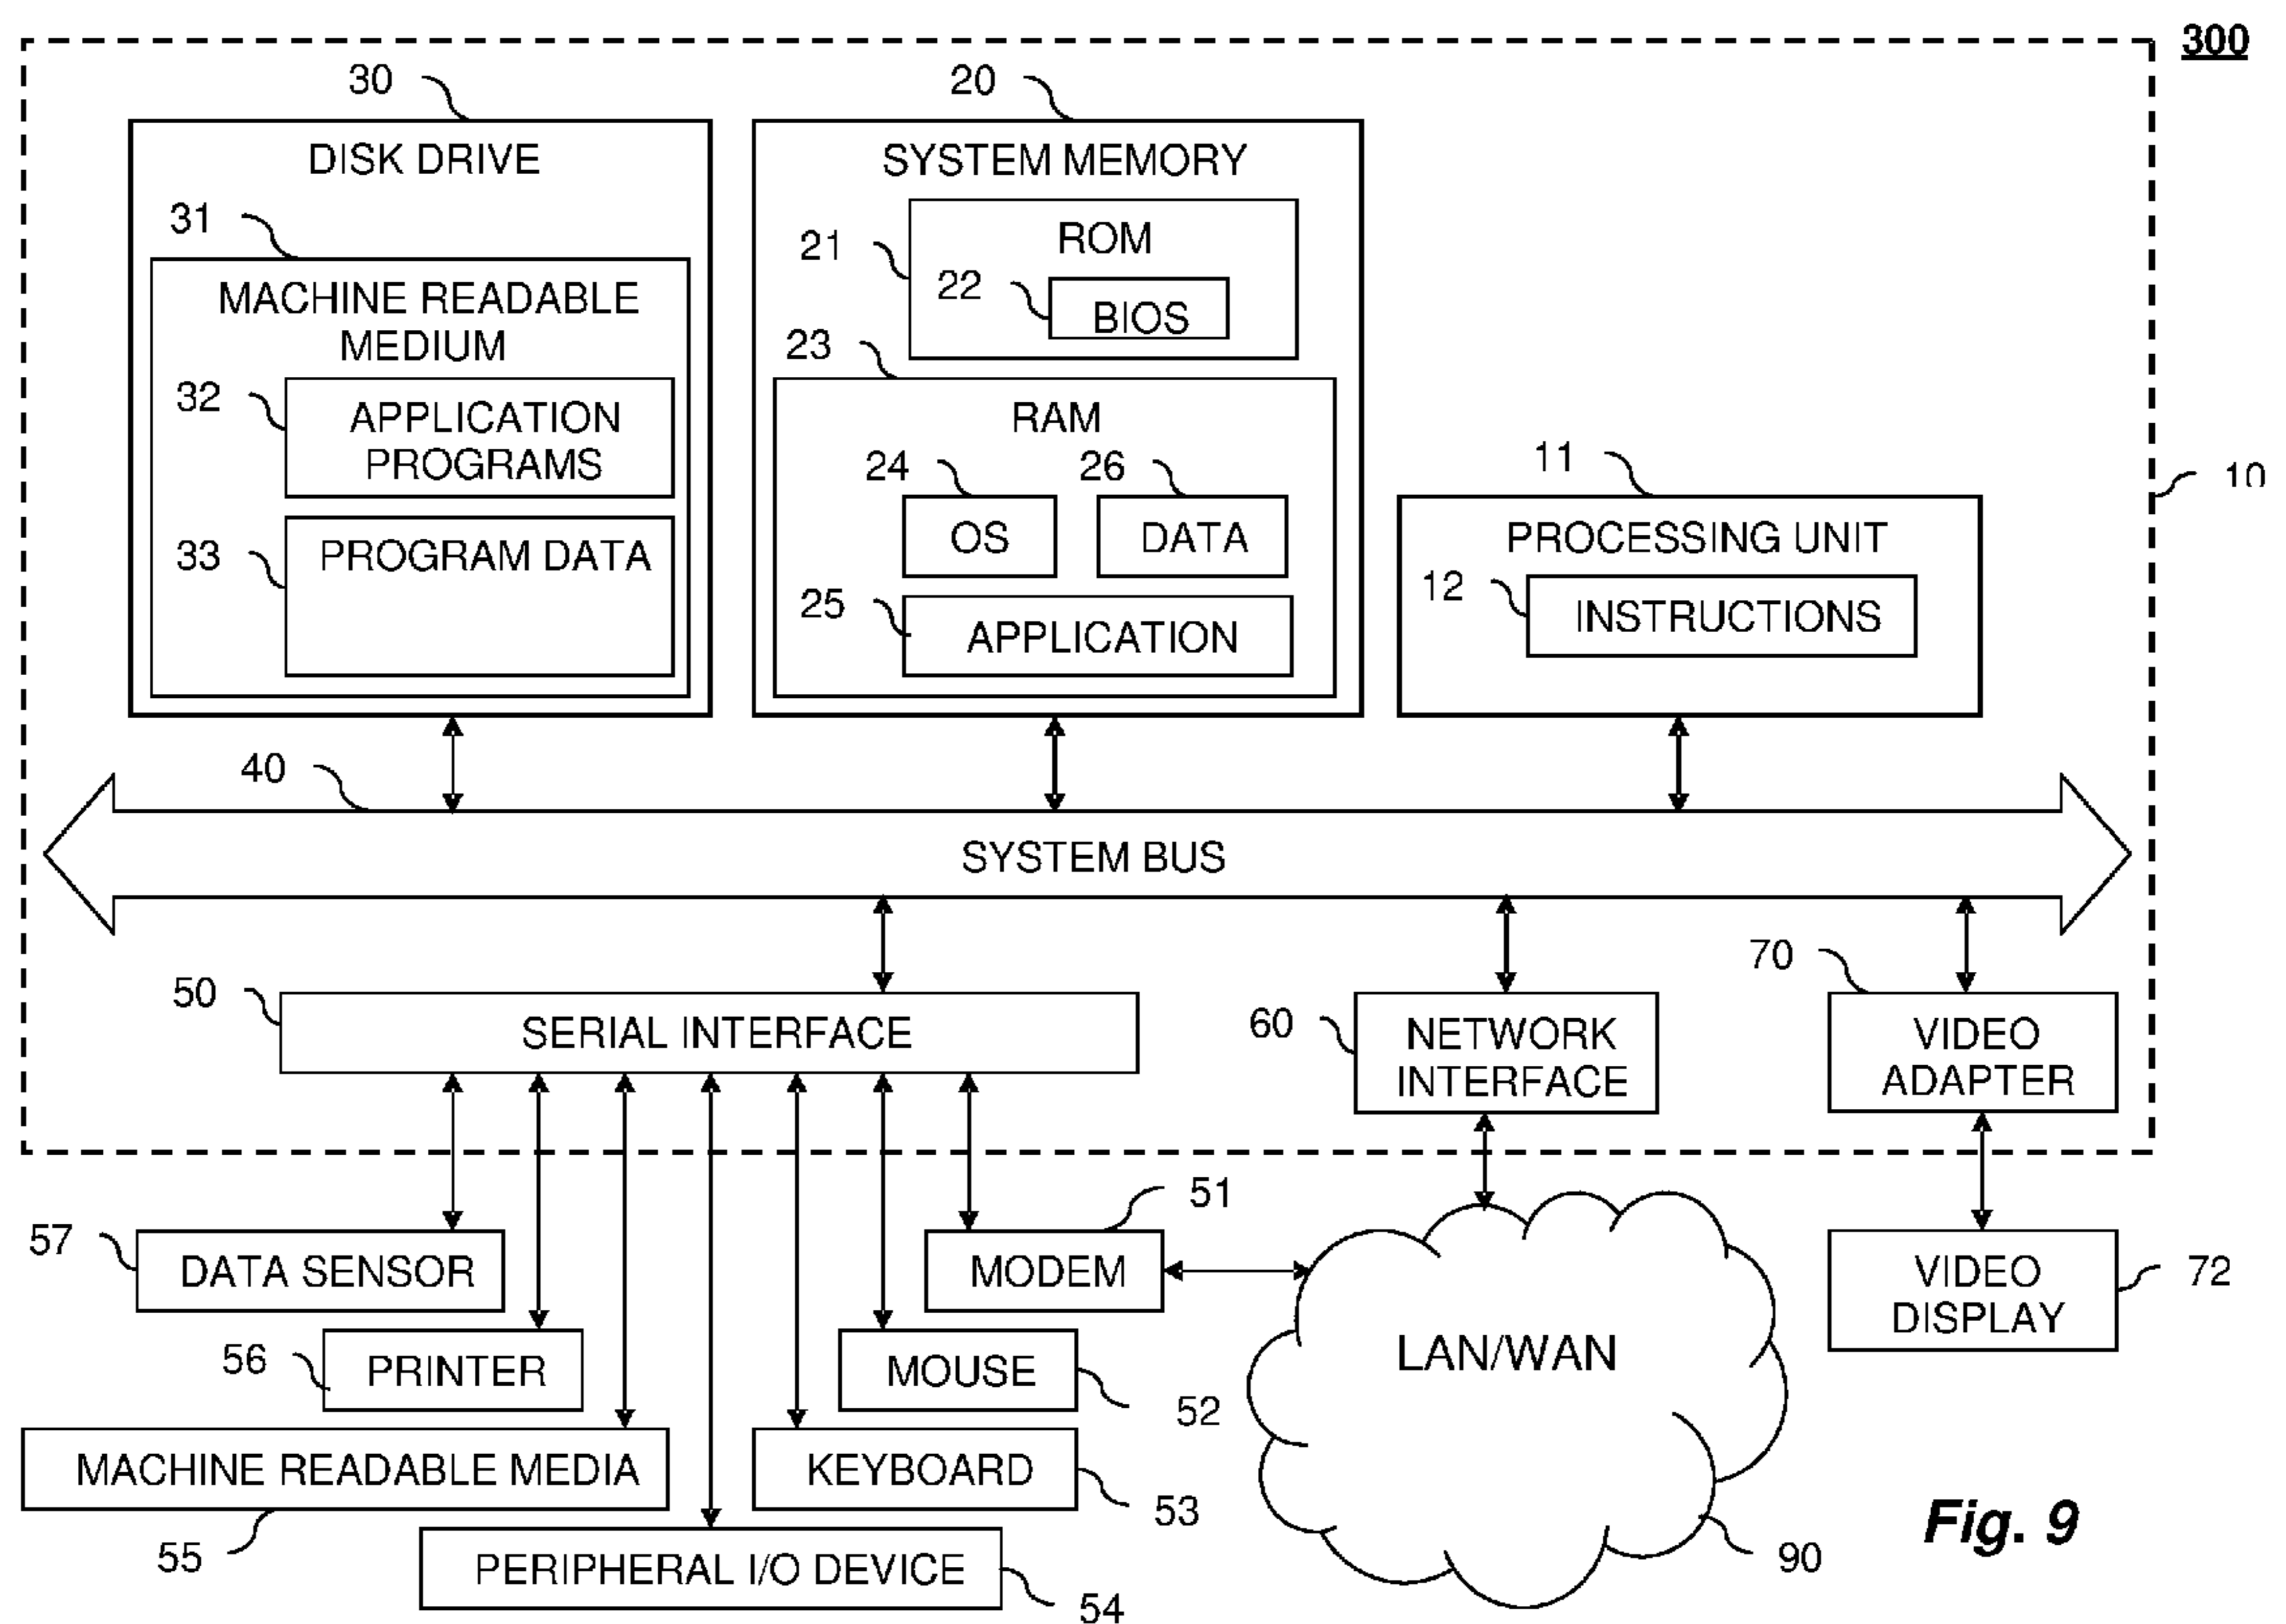 300
30
20
DISK DRIVE
SYSTEM MEMORY
31
21
ROM
MACHINE READABLE
MEDIUM
22
BIOS
23
32
APPLICATION
PROGRAMS
RAM
24
26
11
10
33
PROGRAM DATA
OS
DATA
PROCESSING UNIT
12
INSTRUCTIONS
25
APPLICATION
40
SYSTEM BUS
70
50
SERIAL INTERFACE
60
NETWORK
INTERFACE
VIDEO
ADAPTER
51
57
DATA SENSOR
MODEM
VIDEO
DISPLAY
72
56
PRINTER
MOUSE
LAN/WAN
52
MACHINE READABLE MEDIA
KEYBOARD
53
Fig. 9
55
PERIPHERAL I/O DEVICE
90
54